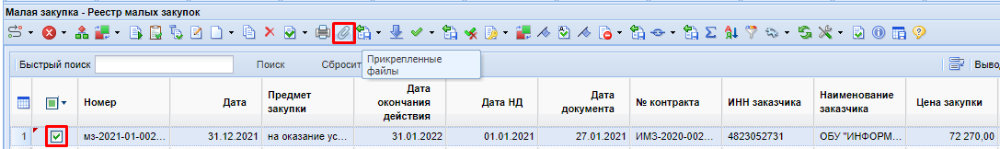 Малая закупка - Реестр малых закупок
Прикрепленные
файлы
Быстрый поиск Поиск Сбросит
Номер Дата Предмет закупки Дата окончания действия Дата НД Дата документа № контракта ИНН заказчика Наименование заказчика Цена закупки
1 мз-2021-01-002... 31.12.2021 на оказание ус... 31.01.2022 01.01.2021 27.01.2021 ИМЗ-2020-002... 4823052731 ОБУ "ИНФОРМ... 72 270,00